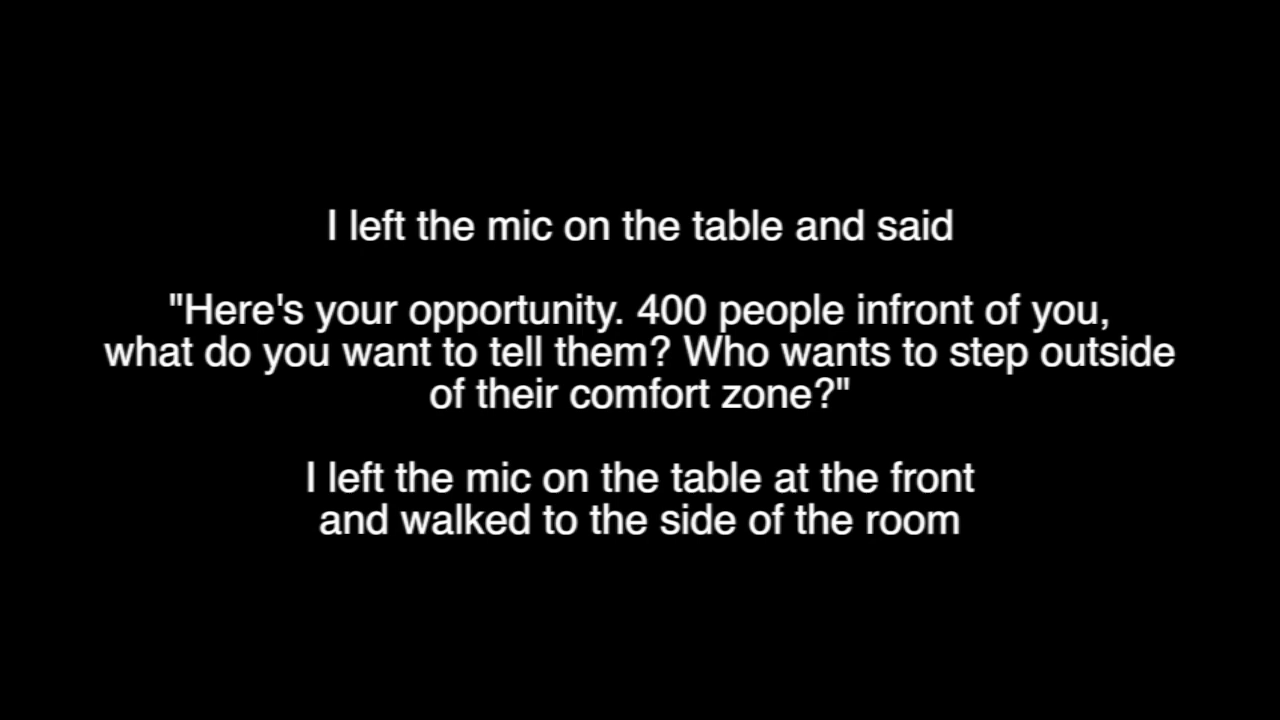 I left the mic on the table and said
"Here's your opportunity. 400 people infront of you,
what do you want to tell them? Who wants to step outside
of their comfort zone?"
I left the mic on the table at the front
and walked to the side of the room